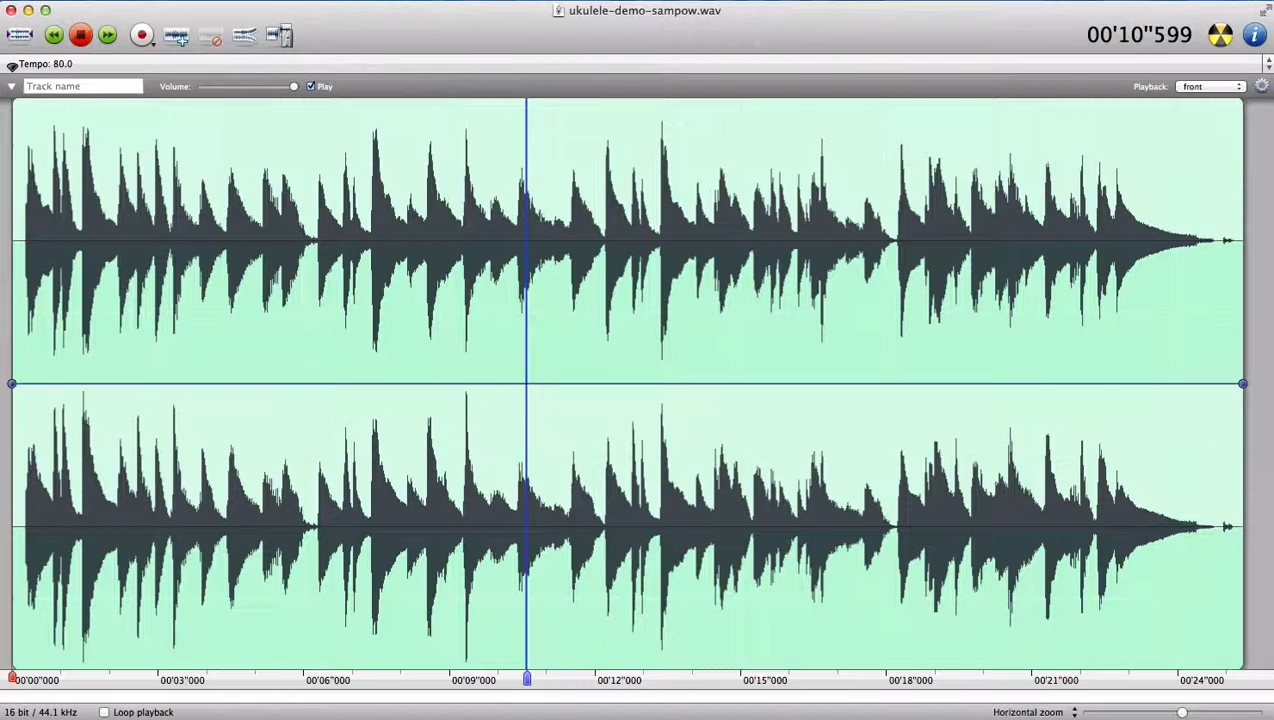 ukulele-demo-sampow.wav
00'10"599
Tempo: 80.0
Track name Volume: Play Playback: front
00'00"000 00'03"000 00'06"000 00'09"000 00'12"000 00'15"000 00'18"000 00'21"000 00'24"000
16 bit / 44.1 kHz Loop playback Horizontal zoom